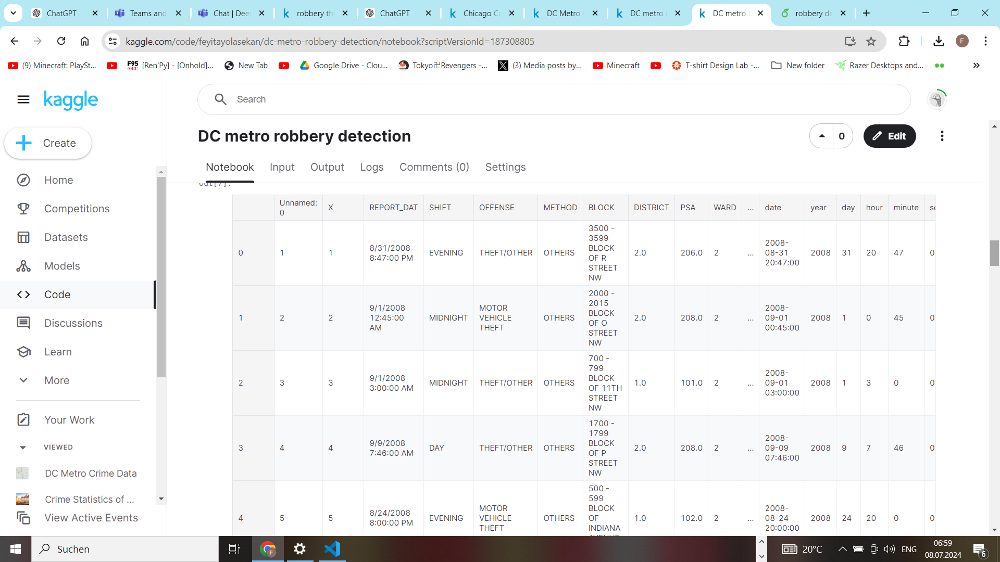 ChatGPT
Teams and
Chat | Deer
robbery the
ChatGPT
Chicago Cr
DC Metro
DC metro
DC metro
robbery de
kaggle.com/code/feyitayolasekan/dc-metro-robbery-detection/notebook?scriptVersionId=187308805
F
(9) Minecraft: PlaySt...
F95 ZONE
[Ren'Py] - [Onhold]...
New Tab
Google Drive - Clou...
Tokyo卍Revengers -...
(3) Media posts by...
Minecraft
T-shirt Design Lab -...
New folder
Razer Desktops and...
kaggle
Search
Create
DC metro robbery detection
0
Edit
Notebook Input Output Logs Comments (0) Settings
Home
Competitions
Datasets
Models
Code
Discussions
Learn
More
Your Work
VIEWED
DC Metro Crime Data
Crime Statistics of ...
View Active Events
Out[7]:
Unnamed: 0 X REPORT_DAT SHIFT OFFENSE METHOD BLOCK DISTRICT PSA WARD ... date year day hour minute se
0 1 1 8/31/2008 8:47:00 PM EVENING THEFT/OTHER OTHERS 3500 - 3599 BLOCK OF R STREET NW 2.0 206.0 2 ... 2008-08-31 20:47:00 2008 31 20 47 0
1 2 2 9/1/2008 12:45:00 AM MIDNIGHT MOTOR VEHICLE THEFT OTHERS 2000 - 2015 BLOCK OF O STREET NW 2.0 208.0 2 ... 2008-09-01 00:45:00 2008 1 0 45 0
2 3 3 9/1/2008 3:00:00 AM MIDNIGHT THEFT/OTHER OTHERS 700 - 799 BLOCK OF 11TH STREET NW 1.0 101.0 2 ... 2008-09-01 03:00:00 2008 1 3 0 0
3 4 4 9/9/2008 7:46:00 AM DAY THEFT/OTHER OTHERS 1700 - 1799 BLOCK OF P STREET NW 2.0 208.0 2 ... 2008-09-09 07:46:00 2008 9 7 46 0
4 5 5 8/24/2008 8:00:00 PM EVENING MOTOR VEHICLE THEFT OTHERS 500 - 599 BLOCK OF INDIANA AVENUE 1.0 102.0 2 ... 2008-08-24 20:00:00 2008 24 20 0 0
Suchen
20°C
ENG
06:59
08.07.2024
6